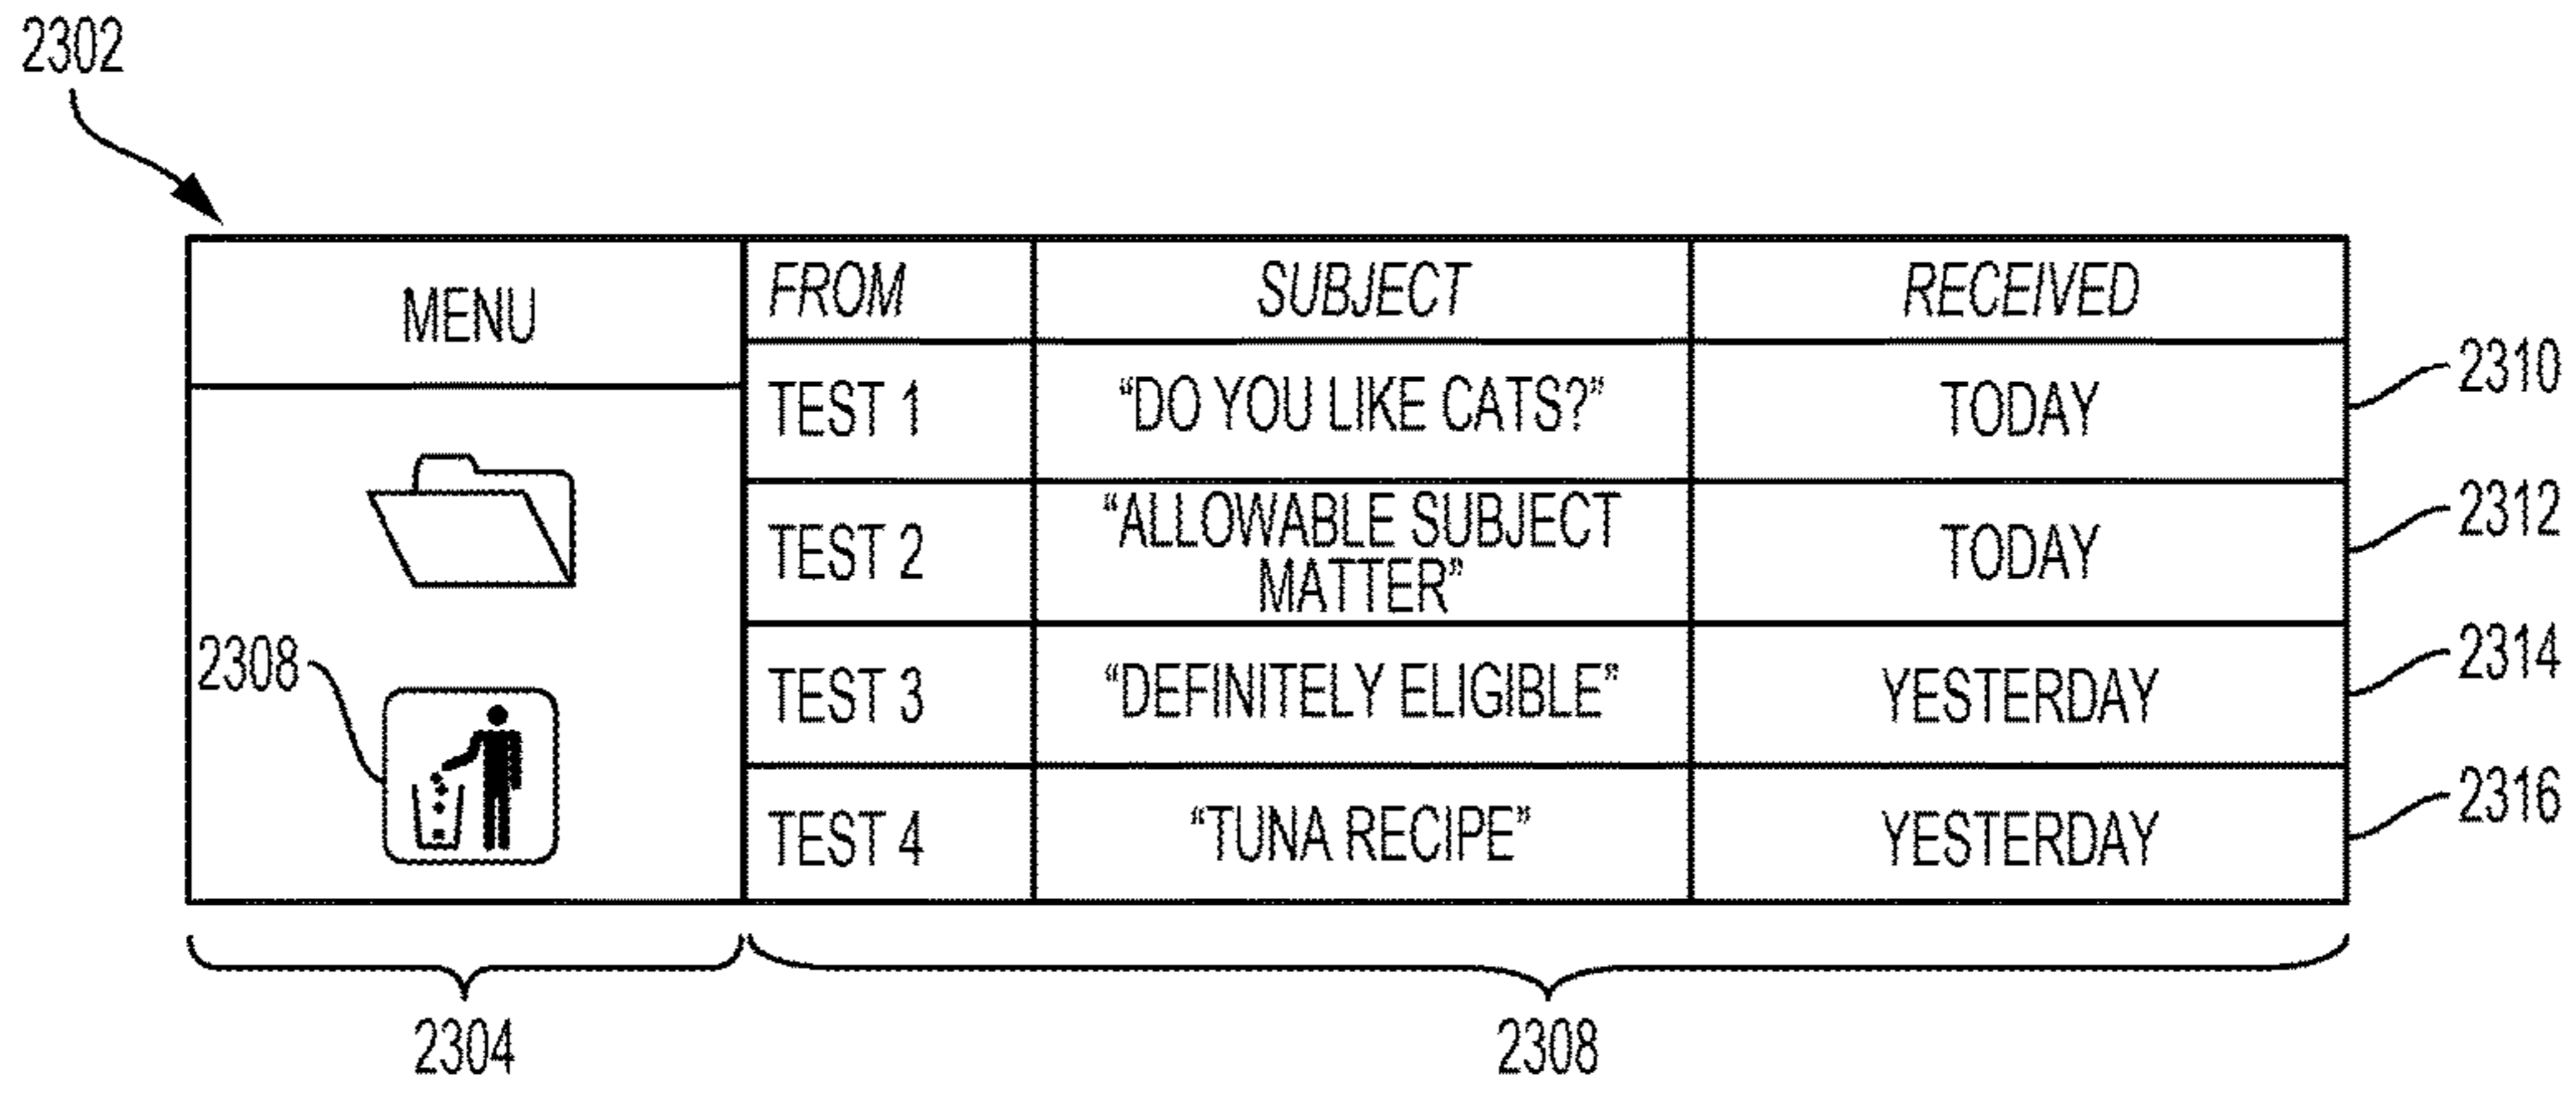 2302
MENU
FROM
SUBJECT
RECEIVED
TEST 1
“DO YOU LIKE CATS?”
TODAY
2310
TEST 2
“ALLOWABLE SUBJECT
MATTER”
TODAY
2312
TEST 3
“DEFINITELY ELIGIBLE”
YESTERDAY
2314
2308
TEST 4
“TUNA RECIPE”
YESTERDAY
2316
2304
2308